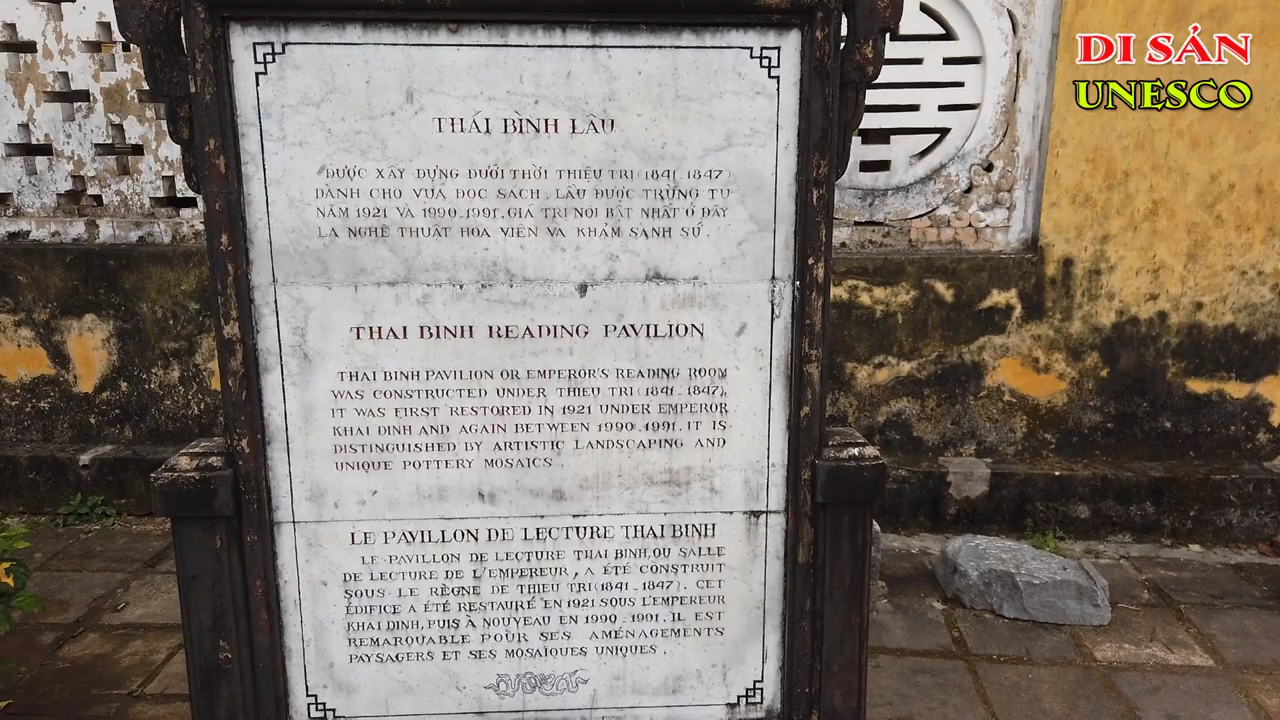 DI SẢN
UNESCO
THÁI BÌNH LÂU
ĐƯỢC XÂY DỰNG DƯỚI THỜI THIỆU TRỊ (1841-1847)
DÀNH CHO VUA ĐỌC SÁCH. LẦU ĐƯỢC TRÙNG TU
NĂM 1921 VÀ 1990-1991. GIÁ TRỊ NỔI BẬT NHẤT Ở ĐÂY
LÀ NGHỆ THUẬT HOA VIÊN VÀ KHẢM SÀNH SỨ.
THAI BINH READING PAVILION
THAI BINH PAVILION OR EMPEROR'S READING ROOM
WAS CONSTRUCTED UNDER THIEU TRI (1841-1847),
IT WAS FIRST RESTORED IN 1921 UNDER EMPEROR
KHAI DINH AND AGAIN BETWEEN 1990-1991. IT IS
DISTINGUISHED BY ARTISTIC LANDSCAPING AND
UNIQUE POTTERY MOSAICS.
LE PAVILLON DE LECTURE THAI BINH
LE PAVILLON DE LECTURE THAI BINH, OU SALLE
DE LECTURE DE L'EMPEREUR, A ÉTÉ CONSTRUIT
SOUS LE RÈGNE DE THIEU TRI (1841-1847). CET
ÉDIFICE A ÉTÉ RESTAURÉ EN 1921 SOUS L'EMPEREUR
KHAI DINH, PUIS À NOUVEAU EN 1990-1991. IL EST
REMARQUABLE POUR SES AMÉNAGEMENTS
PAYSAGERS ET SES MOSAIQUES UNIQUES.